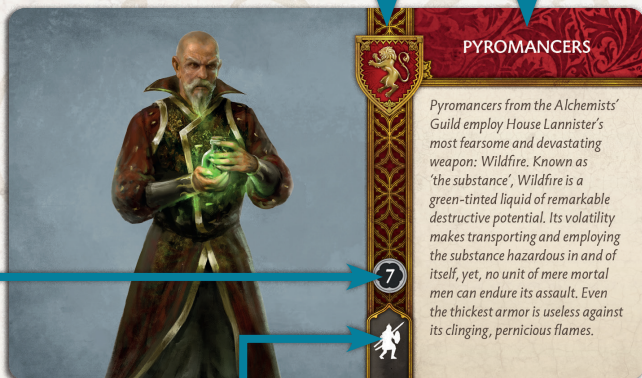 PYROMANCERS
Pyromancers from the Alchemists’
Guild employ House Lannister’s
most fearsome and devastating
weapon: Wildfire. Known as
‘the substance’, Wildfire is a
green-tinted liquid of remarkable
destructive potential. Its volatility
makes transporting and employing
the substance hazardous in and of
itself, yet, no unit of mere mortal
men can endure its assault. Even
the thickest armor is useless against
its clinging, pernicious flames.
7